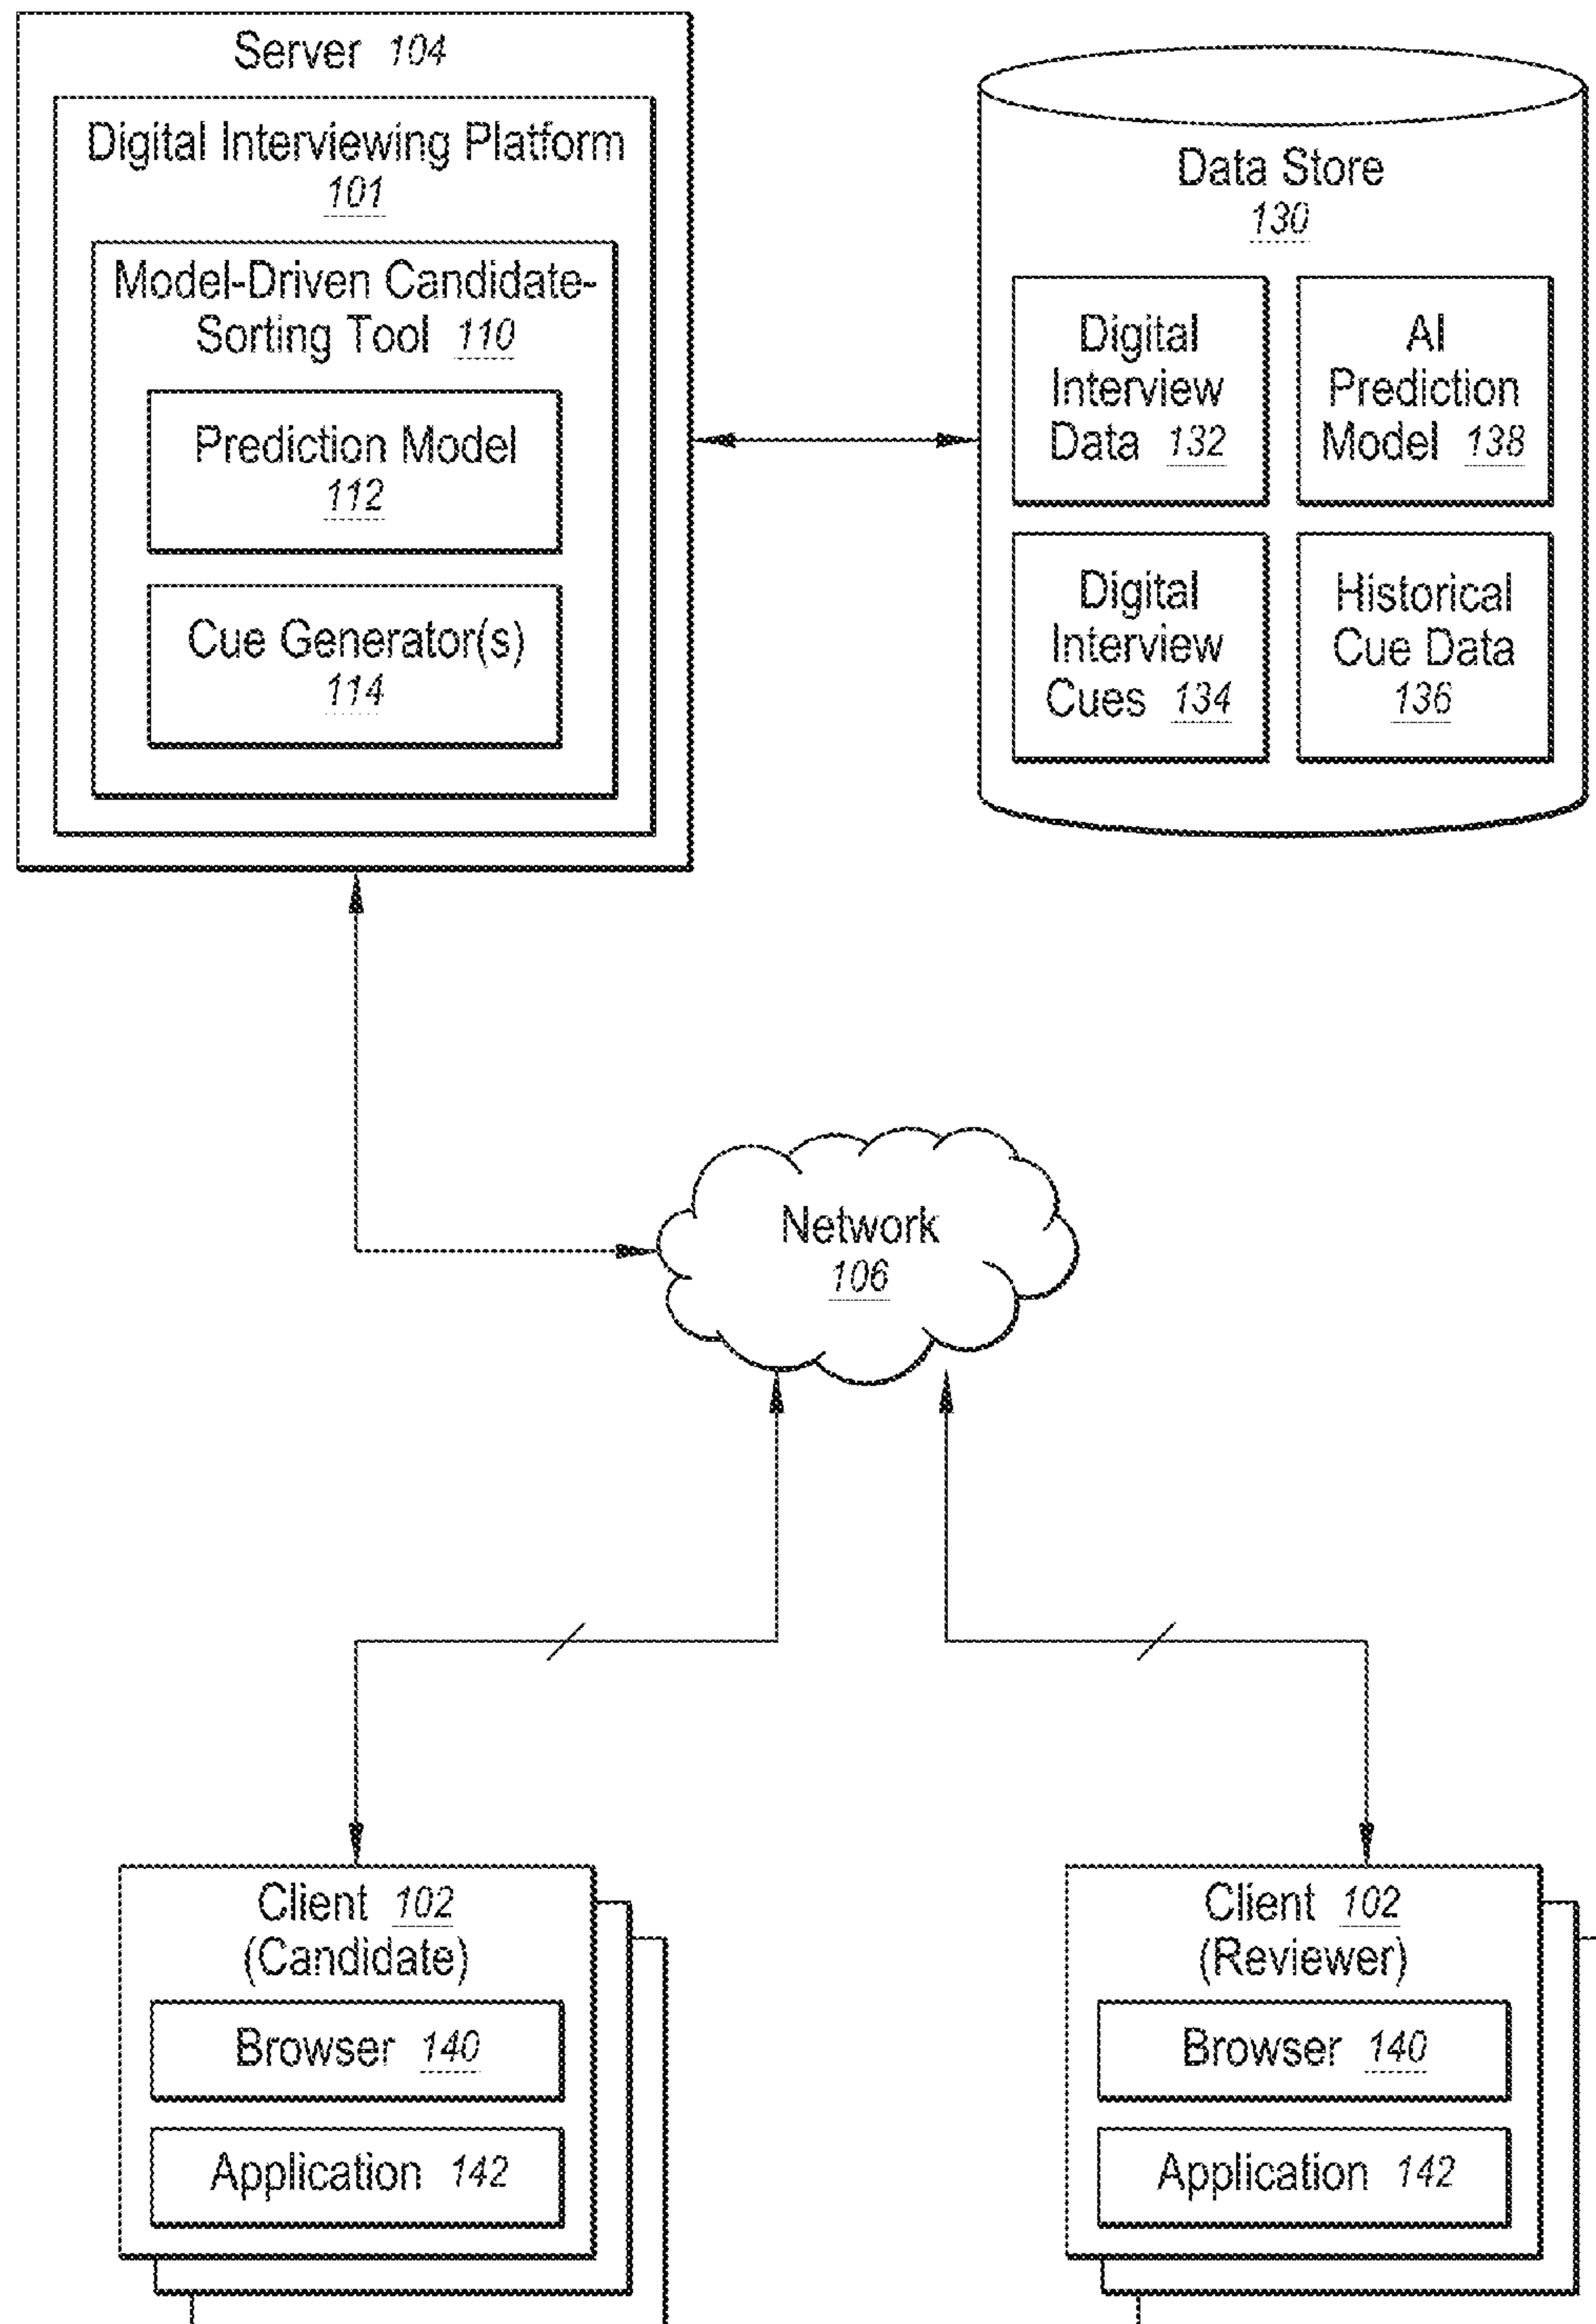 Server 104
Digital Interviewing Platform
101
Model-Driven Candidate-
Sorting Tool 110
Prediction Model
112
Cue Generator(s)
114
Data Store
130
Digital
Interview
Data 132
AI
Prediction
Model 138
Digital
Interview
Cues 134
Historical
Cue Data
136
Network
106
Client 102
(Candidate)
Browser 140
Application 142
Client 102
(Reviewer)
Browser 140
Application 142